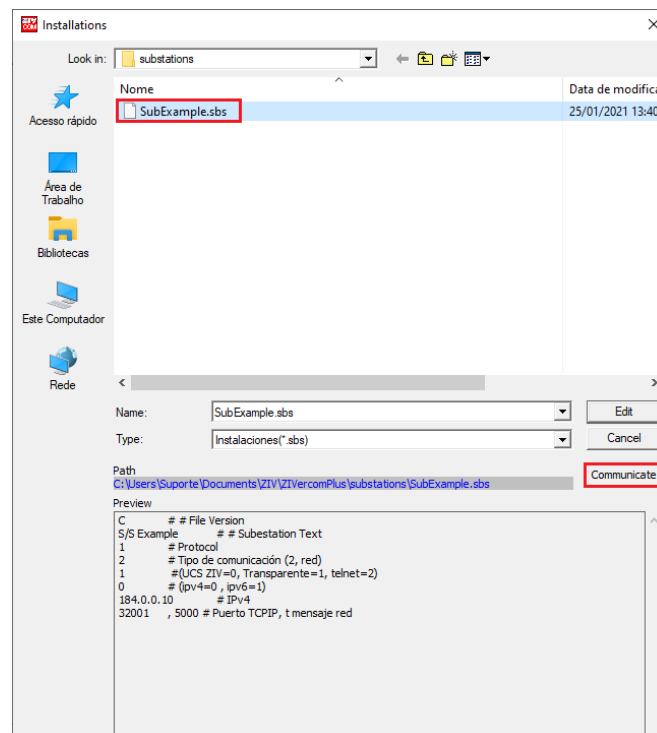 ZIV COM Installations
Look in: substations
Nome Data de modifica
SubExample.sbs 25/01/2021 13:40
Acesso rápido
Área de
Trabalho
Bibliotecas
Este Computador
Rede
Name: SubExample.sbs Edit
Type: Instalaciones(*.sbs) Cancel
Path
C:\Users\Suporte\Documents\ZIV\ZIVercomPlus\substations\SubExample.sbs Communicate
Preview
C # # File Version
S/S Example # # Subestation Text
1 # Protocol
2 # Tipo de comunicación (2, red)
1 #(UCS ZIV=0, Transparente=1, telnet=2)
0 # (ipv4=0 , ipv6=1)
184.0.0.10 # IPv4
32001 , 5000 # Puerto TCPIP, t mensaje red